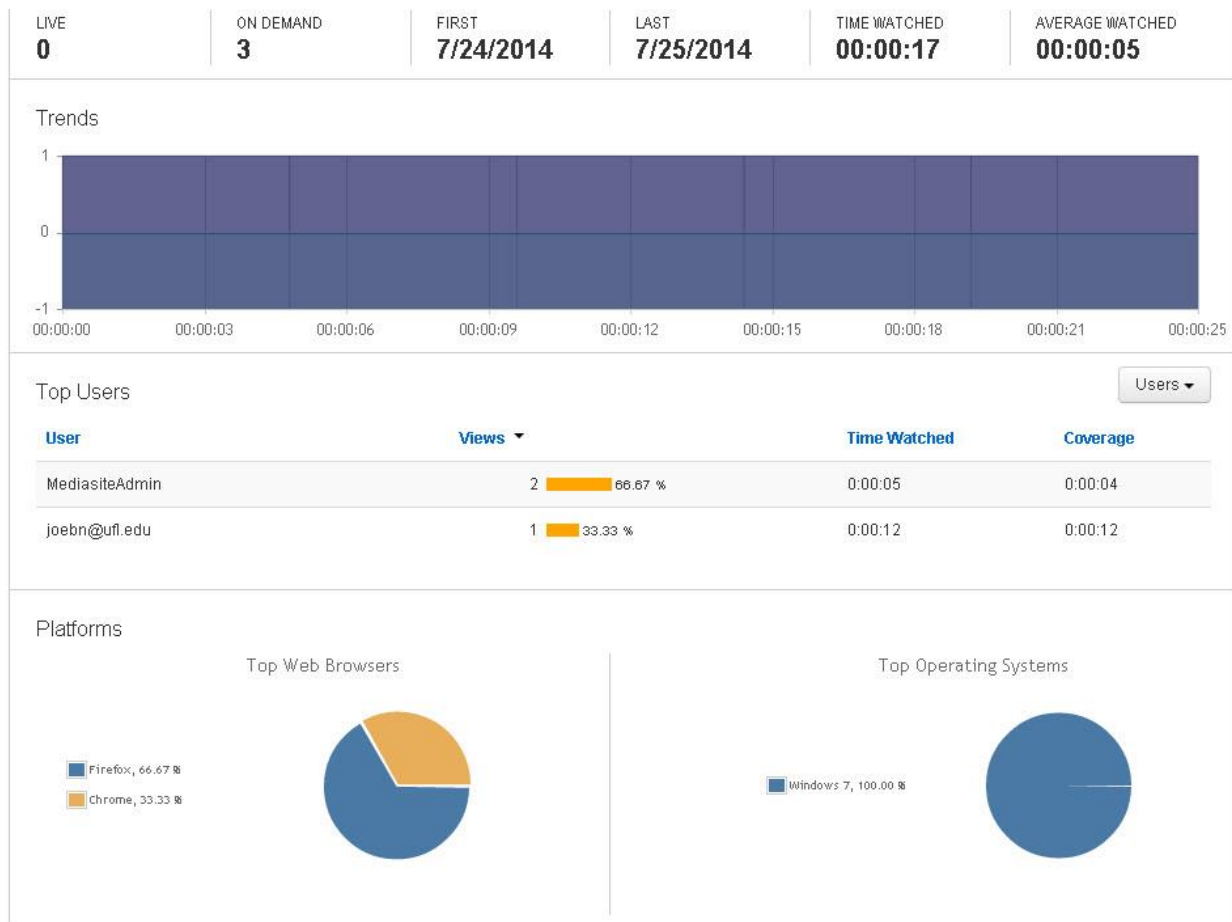 LIVE ON DEMAND FIRST LAST TIME WATCHED AVERAGE WATCHED
0 3 7/24/2014 7/25/2014 00:00:17 00:00:05
Trends
1
0
-1
00:00:00 00:00:03 00:00:06 00:00:09 00:00:12 00:00:15 00:00:18 00:00:21 00:00:25
Top Users Users
User Views Time Watched Coverage
MediasiteAdmin 2 66.67 % 0:00:05 0:00:04
joebn@ufl.edu 1 33.33 % 0:00:12 0:00:12
Platforms
Top Web Browsers Top Operating Systems
Firefox, 66.67 % Windows 7, 100.00 %
Chrome, 33.33 %